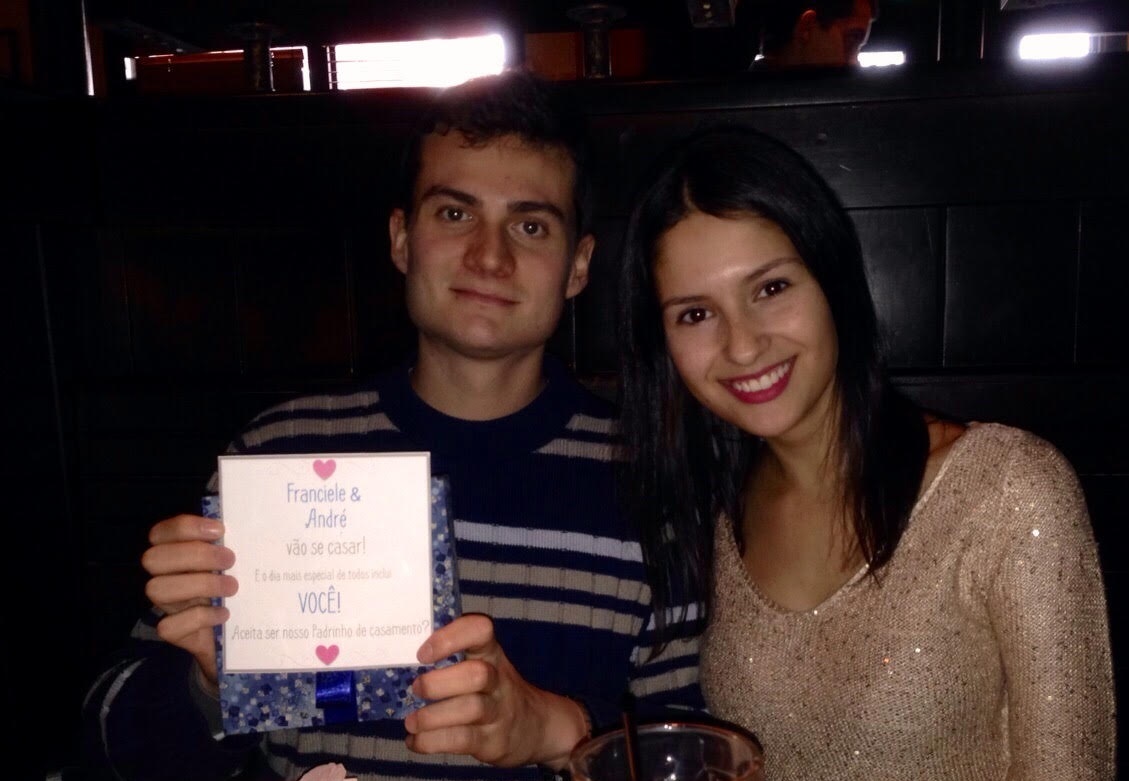 Franciele &
André
vão se casar!
E o dia mais especial de todos inclui
VOCÊ!
Aceita ser nosso Padrinho de casamento?